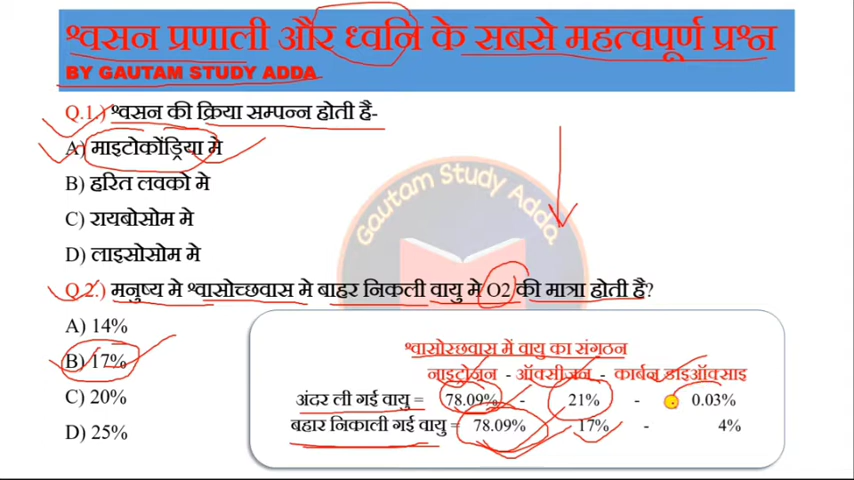 श्वसन प्रणाली और ध्वनि के सबसे महत्वपूर्ण प्रश्न
BY GAUTAM STUDY ADDA
Q.1.) श्वसन की क्रिया सम्पन्न होती है-
A) माइटोकोंड्रिया मे
B) हरित लवको मे
C) रायबोसोम मे
D) लाइसोसोम मे
Gautam Study Adda
Q.2.) मनुष्य मे श्वासोच्छवास मे बाहर निकली वायु मे O2 की मात्रा होती है?
A) 14%
B) 17%
C) 20%
D) 25%
श्वासोस्छवास में वायु का संगठन
नाइट्रोजन - ऑक्सीजन - कार्बन डाइऑक्साइ
अंदर ली गई वायु = 78.09% - 21% - 0.03%
बहार निकाली गई वायु = 78.09% 17% - 4%